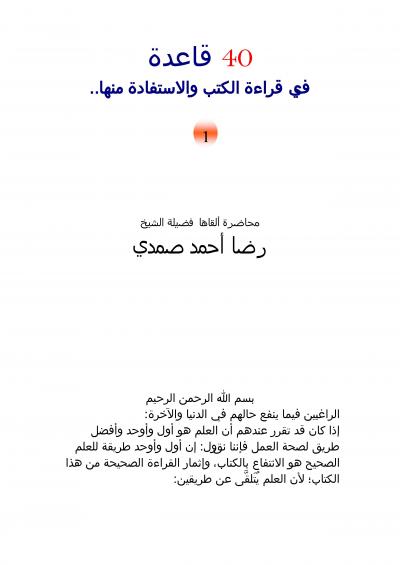 40 قاعدة
في قراءة الكتب والاستفادة منها..
1
محاضرة ألقاها فضيلة الشيخ
رضا أحمد صمدي
بسم الله الرحمن الرحيم
الراغبين فيما ينفع حالهم في الدنيا والآخرة:
إذا كان قد تقرر عندهم أن العلم هو أول وأوحد وأفضل
طريق لصحة العمل فإننا نقول: إن أول وأوحد طريقة للعلم
الصحيح هو الانتفاع بالكتاب، وإثمار القراءة الصحيحة من هذا
الكتاب؛ لأن العلم يُتلقَّى عن طريقين: